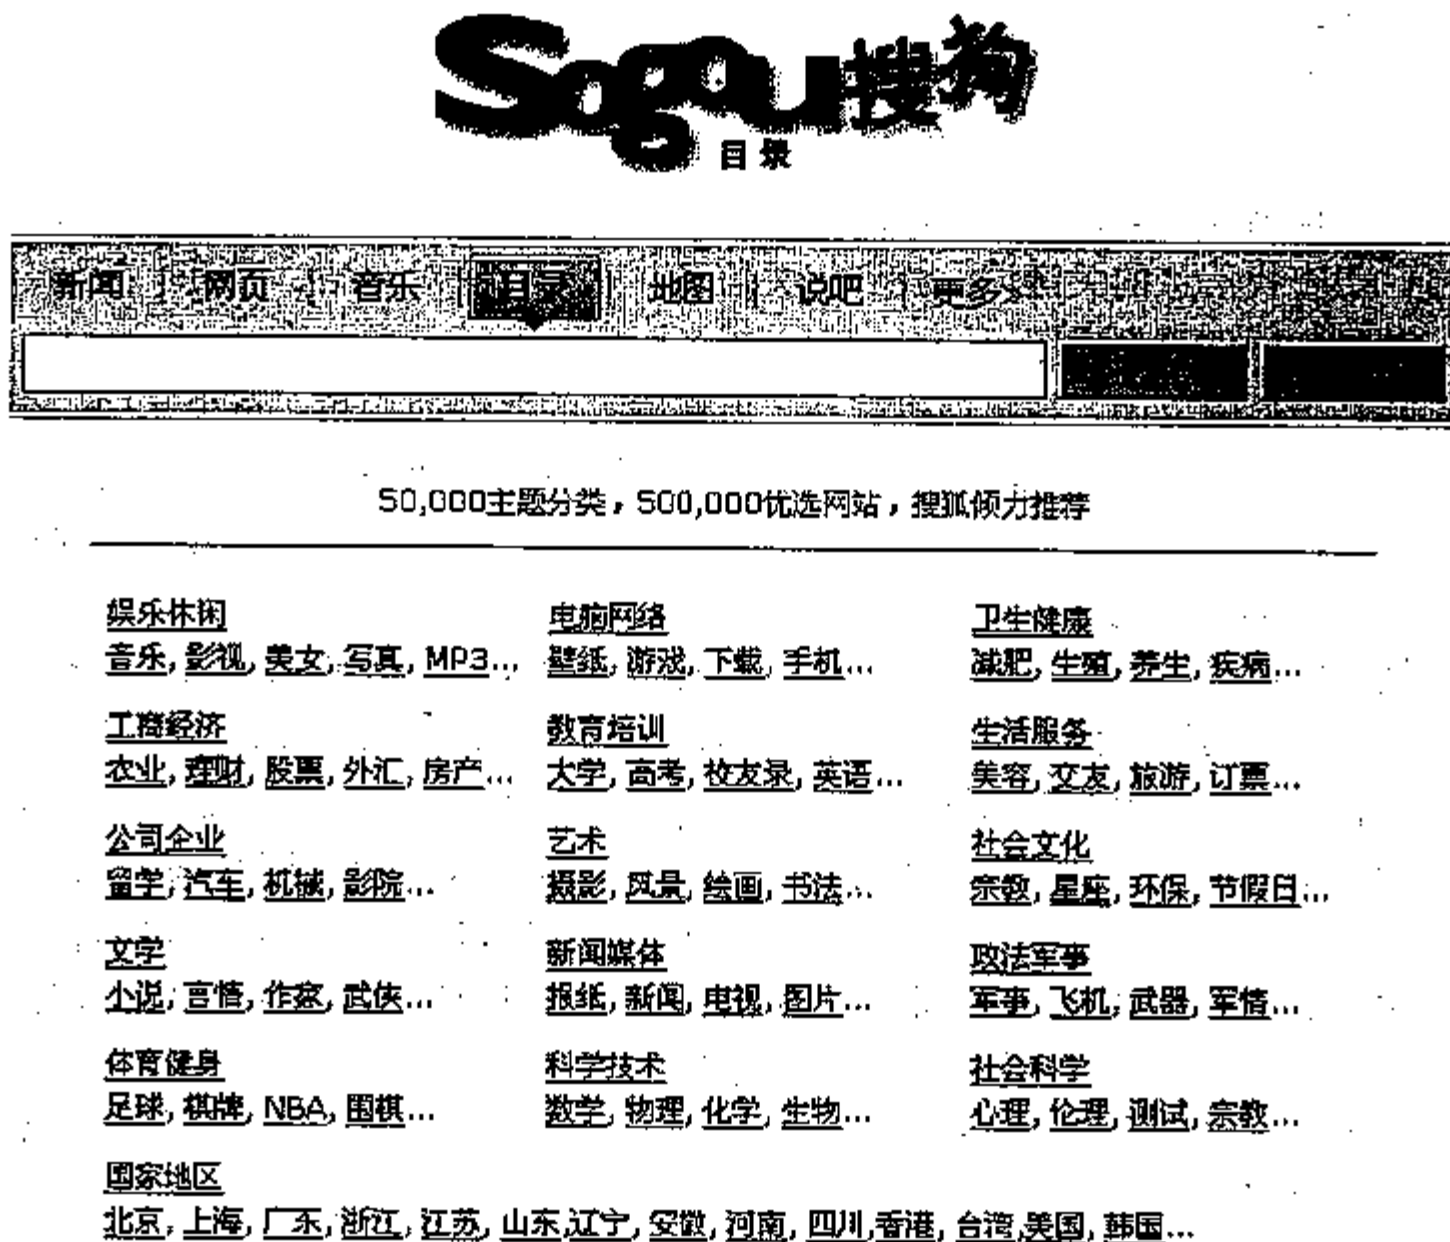 Sogou搜狗
目录
新闻 | 网页 | 音乐 | 目录 | 地图 | 说吧 | 更多>>
50,000主题分类，500,000优选网站，搜狐倾力推荐
娱乐休闲 电脑网络 卫生健康
音乐, 影视, 美女, 写真, MP3... 壁纸, 游戏, 下载, 手机... 减肥, 生殖, 养生, 疾病...
工商经济 教育培训 生活服务
农业, 理财, 股票, 外汇, 房产... 大学, 高考, 校友录, 英语... 美容, 交友, 旅游, 订票...
公司企业 艺术 社会文化
留学, 汽车, 机械, 影院... 摄影, 风景, 绘画, 书法... 宗教, 星座, 环保, 节假日...
文学 新闻媒体 政法军事
小说, 言情, 作家, 武侠... 报纸, 新闻, 电视, 图片... 军事, 飞机, 武器, 军情...
体育健身 科学技术 社会科学
足球, 棋牌, NBA, 围棋... 数学, 物理, 化学, 生物... 心理, 伦理, 测试, 宗教...
国家地区
北京, 上海, 广东, 浙江, 江苏, 山东, 辽宁, 安徽, 河南, 四川, 香港, 台湾, 美国, 韩国...